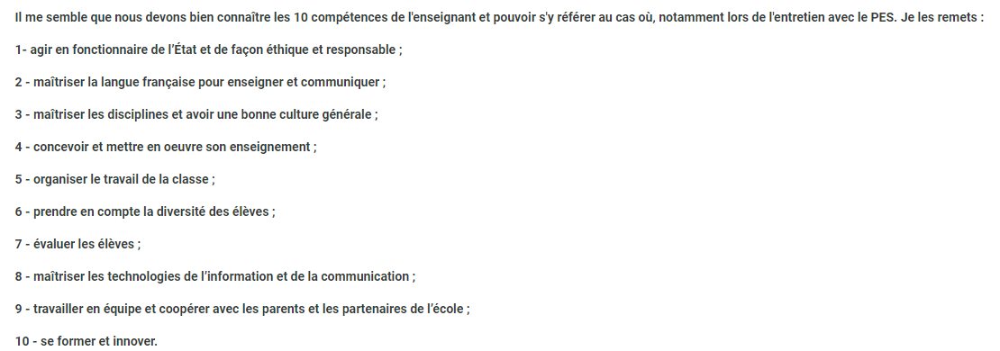 Il me semble que nous devons bien connaître les 10 compétences de l'enseignant et pouvoir s'y référer au cas où, notamment lors de l'entretien avec le PES. Je les remets :
1- agir en fonctionnaire de l’État et de façon éthique et responsable ;
2 - maîtriser la langue française pour enseigner et communiquer ;
3 - maîtriser les disciplines et avoir une bonne culture générale ;
4 - concevoir et mettre en oeuvre son enseignement ;
5 - organiser le travail de la classe ;
6 - prendre en compte la diversité des élèves ;
7 - évaluer les élèves ;
8 - maîtriser les technologies de l’information et de la communication ;
9 - travailler en équipe et coopérer avec les parents et les partenaires de l’école ;
10 - se former et innover.